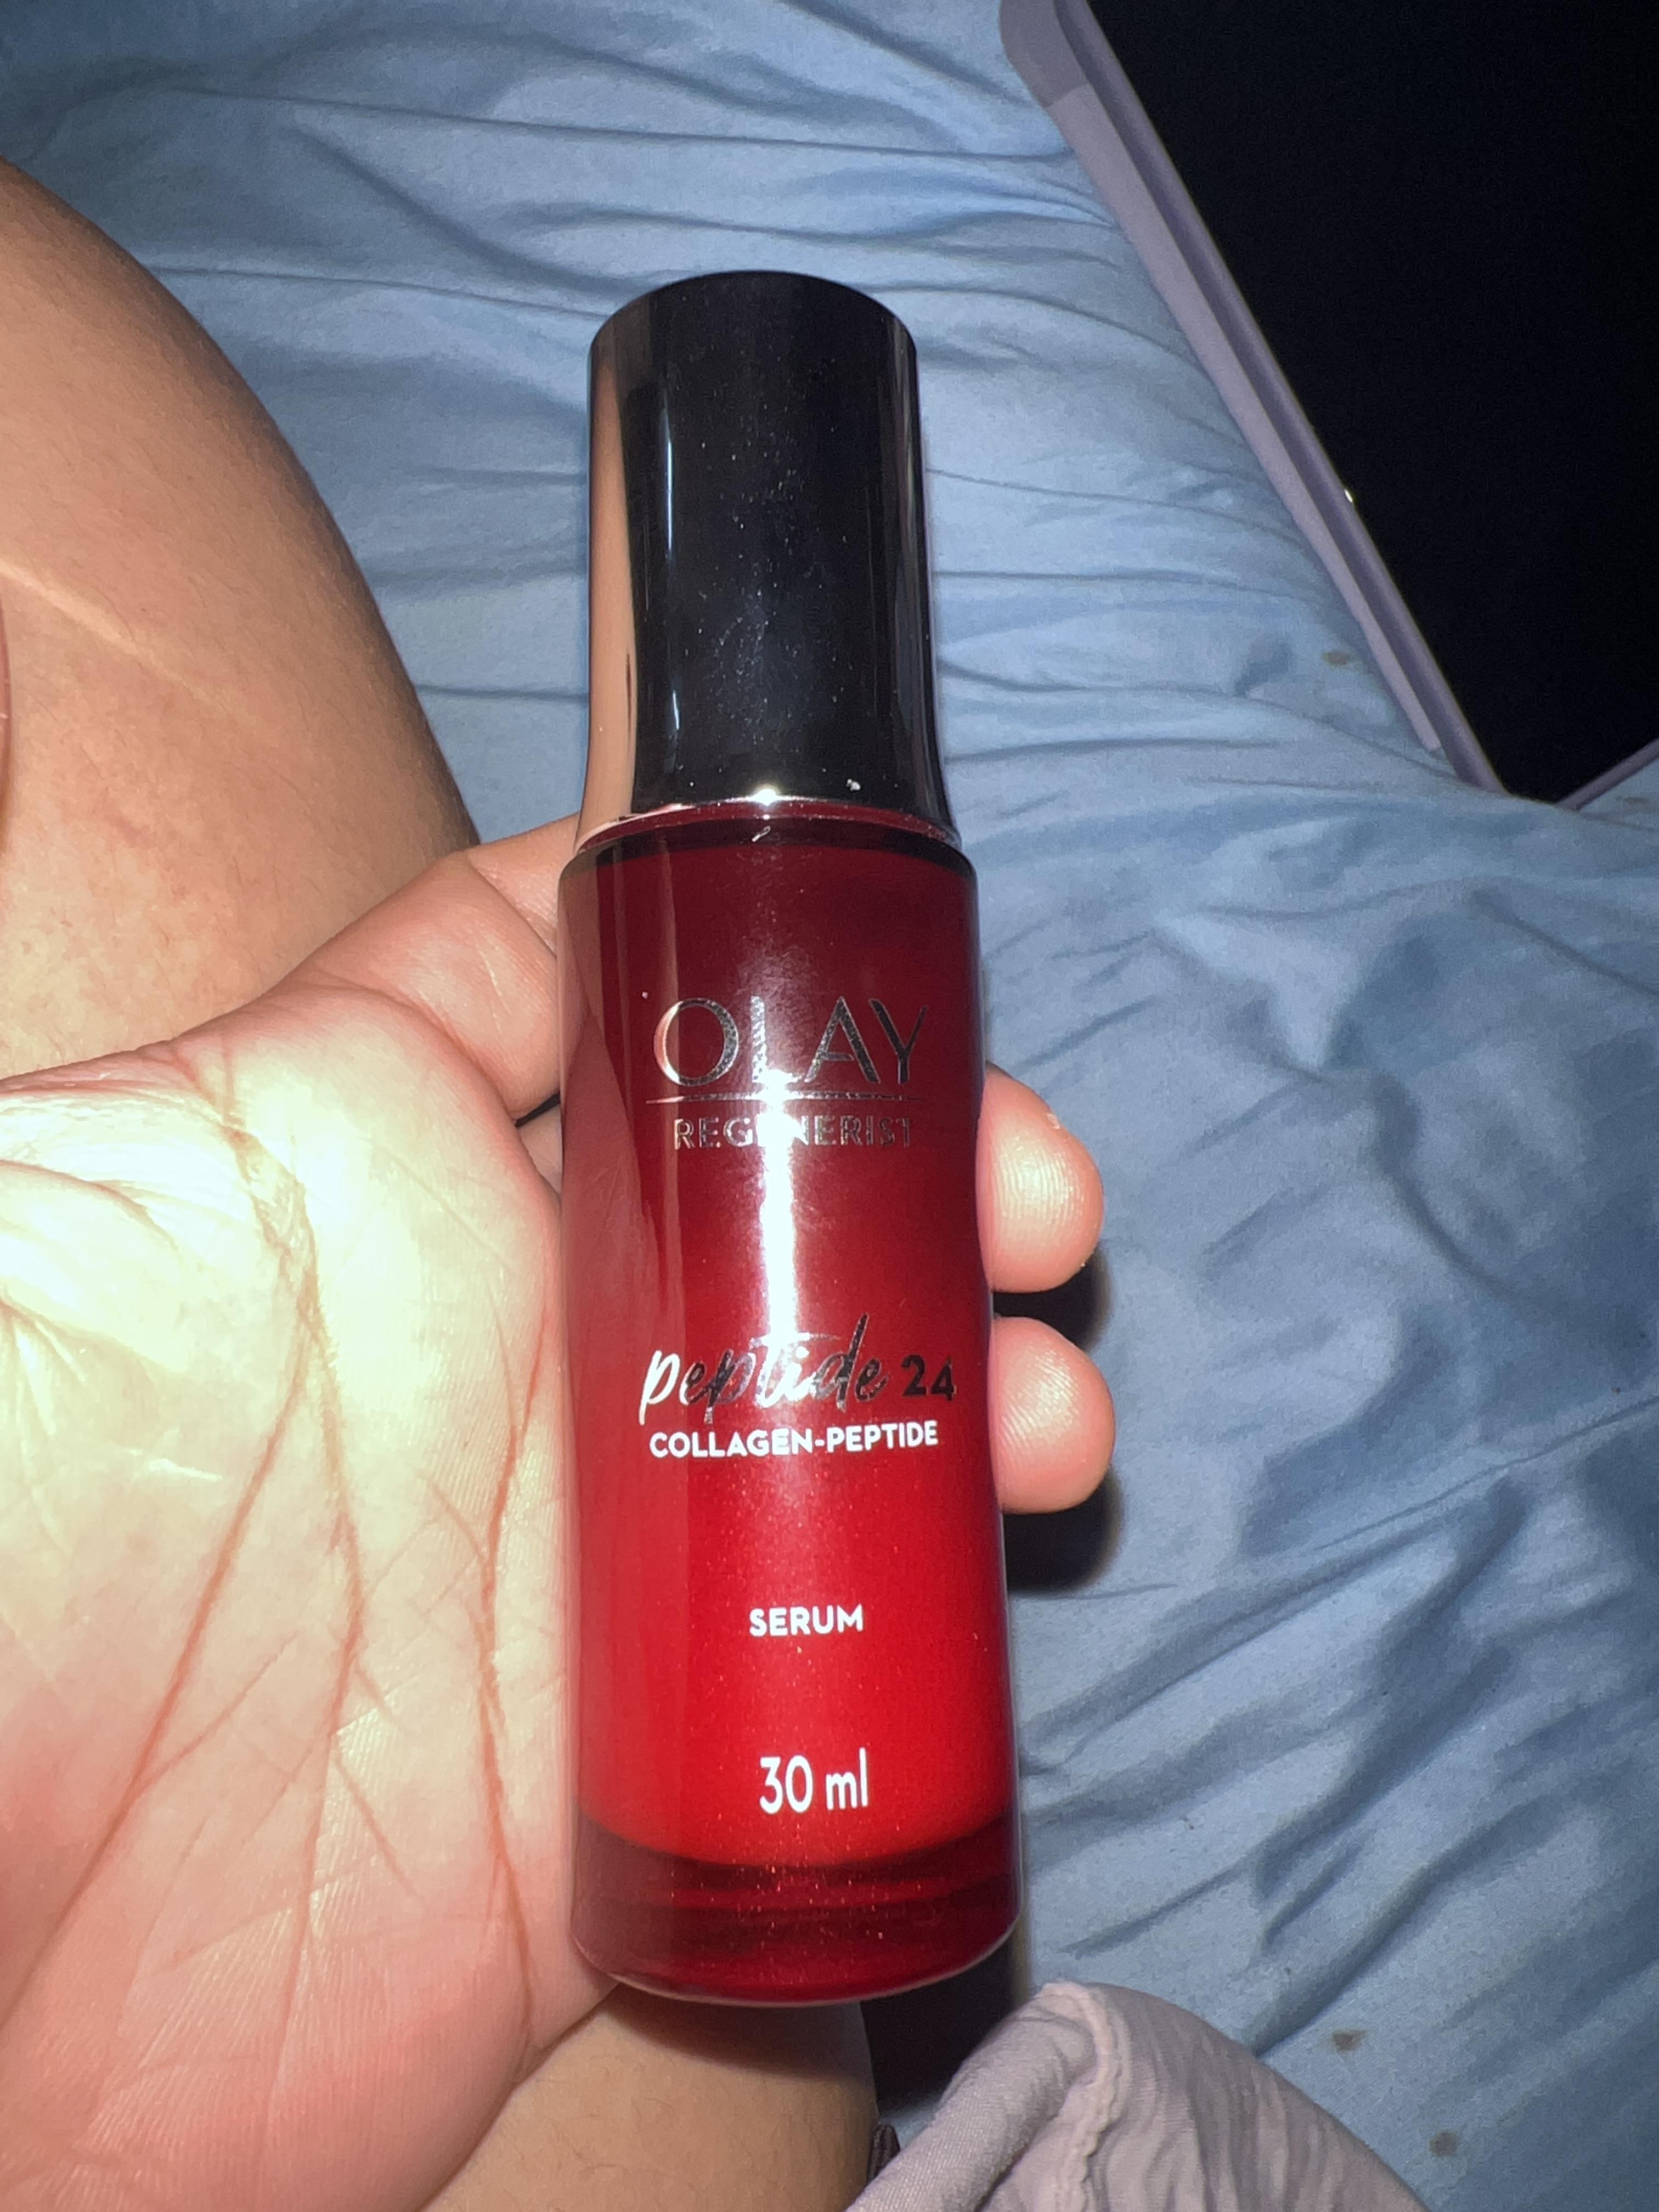 OLAY
REGENERIST
peptide 24
COLLAGEN-PEPTIDE
SERUM
30 ml